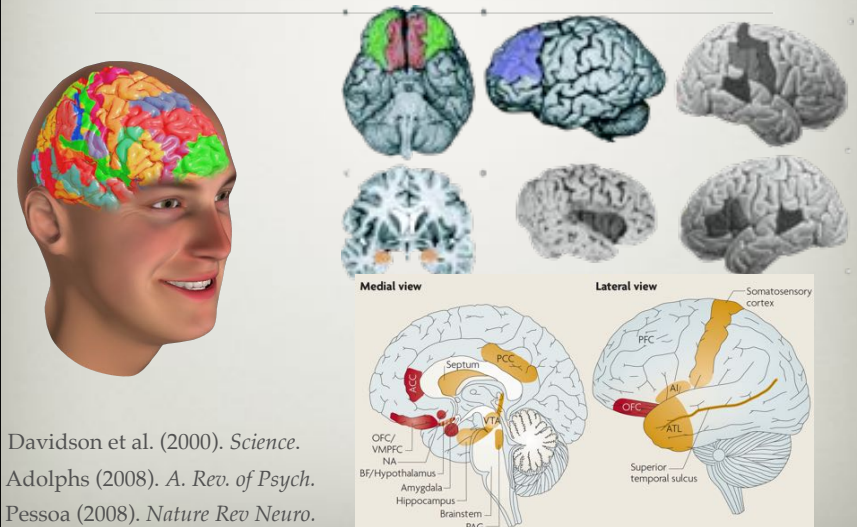 Medial view
Lateral view
Somatosensory
cortex
PFC
Septum
PCC
ACC
AI
OFC
ATL
VTA
OFC/
VMPFC
NA
BF/Hypothalamus
Amygdala
Hippocampus
Brainstem
PAG
Superior
temporal sulcus
Davidson et al. (2000). Science.
Adolphs (2008). A. Rev. of Psych.
Pessoa (2008). Nature Rev Neuro.